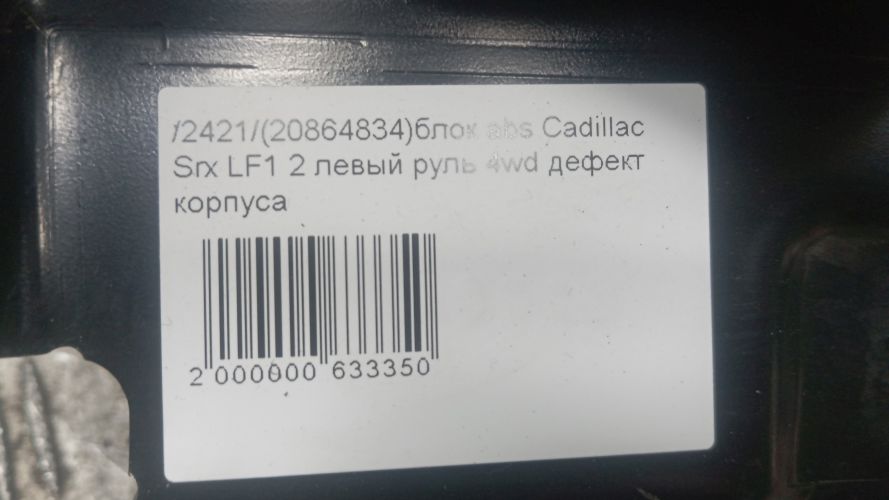 /2421/(20864834)блок abs Cadillac
Srx LF1 2 левый руль 4wd дефект
корпуса
2 000000 633350